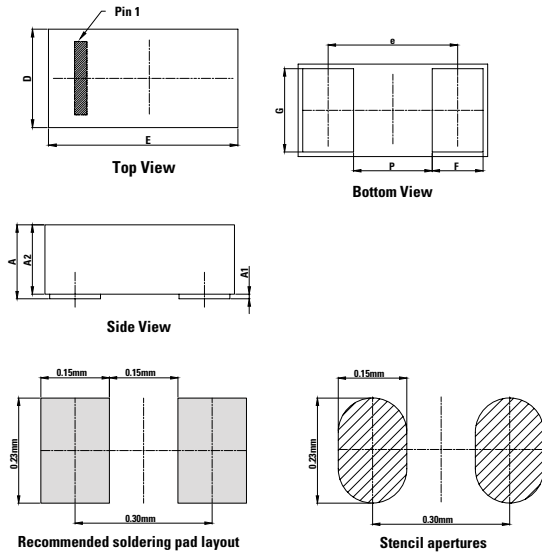 Pin 1
D
E
Top View
e
G
P
F
Bottom View
A
A2
A1
Side View
0.15mm
0.15mm
0.23mm
0.30mm
Recommended soldering pad layout
0.15mm
0.23mm
0.30mm
Stencil apertures